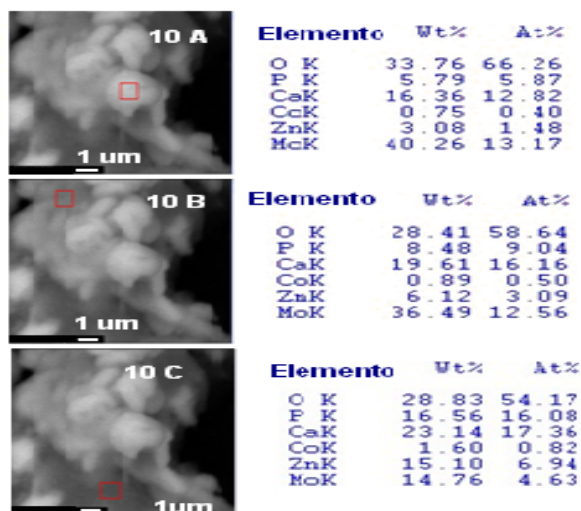 10 A
Elemento Wt% At%
O K 33.76 66.26
P K 5.79 5.87
CaK 16.36 12.82
CcK 0.75 0.40
ZnK 3.08 1.48
McK 40.26 13.17
1 um
10 B
Elemento Wt% At%
O K 28.41 58.64
P K 8.48 9.04
CaK 19.61 16.16
CoK 0.89 0.50
ZnK 6.12 3.09
MoK 36.49 12.56
1 um
10 C
Elemento Wt% At%
O K 28.83 54.17
P K 16.56 16.08
CaK 23.14 17.36
CoK 1.60 0.82
ZnK 15.10 6.94
MoK 14.76 4.63
1um